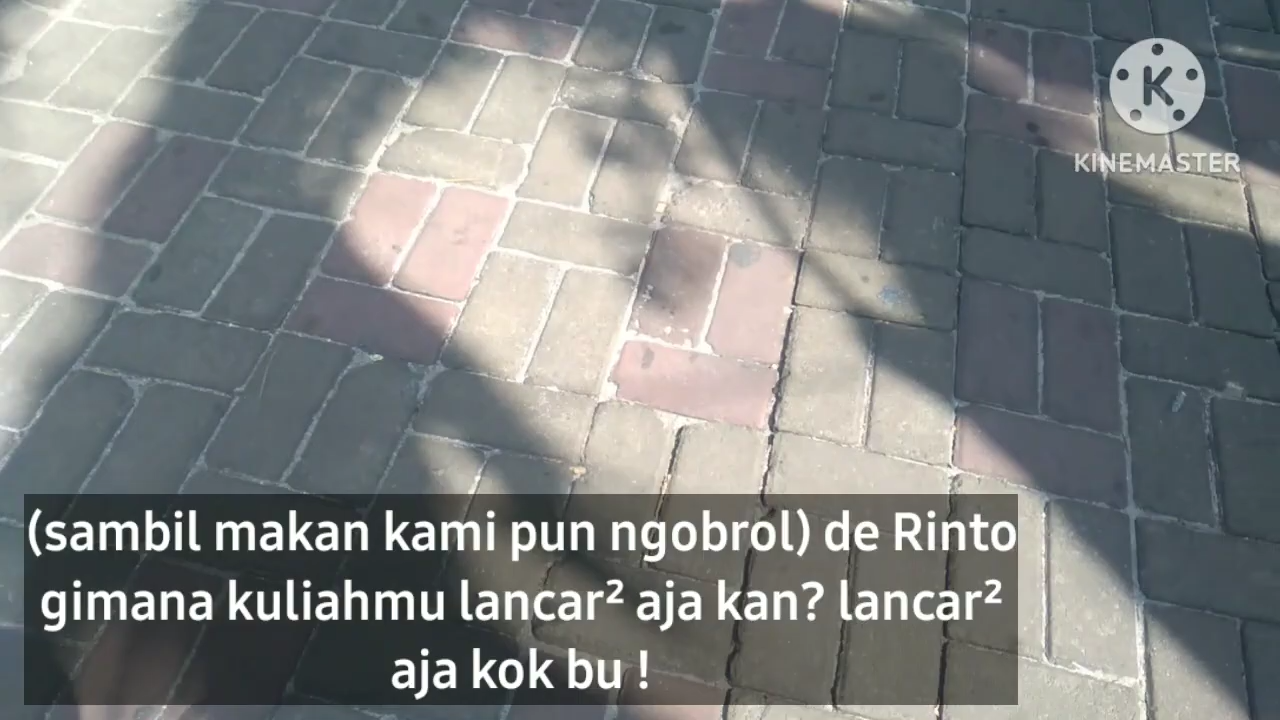 K
KINEMASTER
(sambil makan kami pun ngobrol) de Rinto
gimana kuliahmu lancar² aja kan? lancar²
aja kok bu !